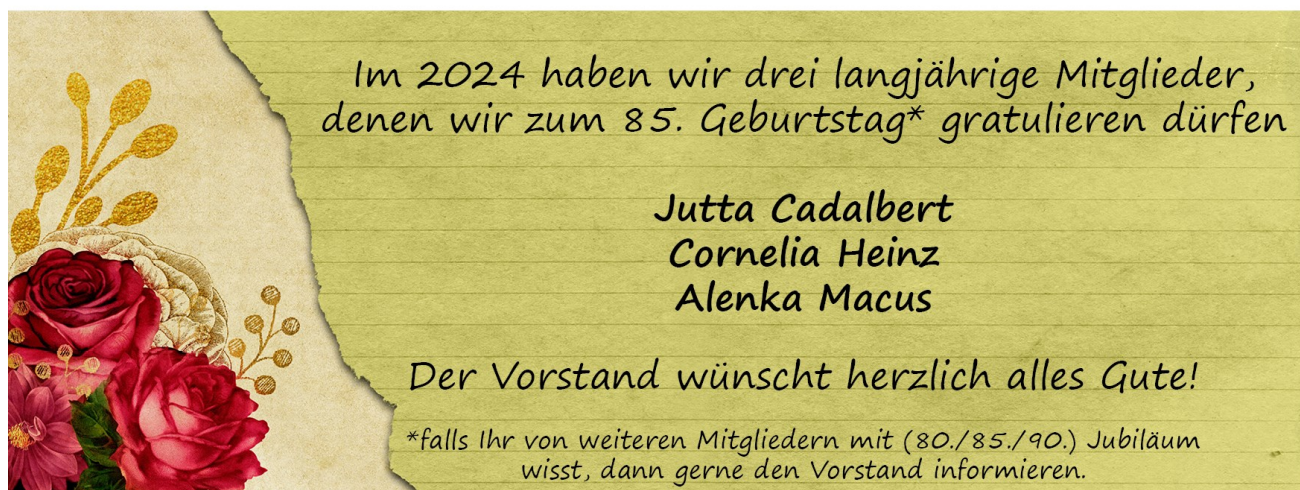 Im 2024 haben wir drei langjährige Mitglieder,
denen wir zum 85. Geburtstag* gratulieren dürfen
Jutta Cadalbert
Cornelia Heinz
Alenka Macus
Der Vorstand wünscht herzlich alles Gute!
*falls Ihr von weiteren Mitgliedern mit (80./85./90.) Jubiläum
wisst, dann gerne den Vorstand informieren.